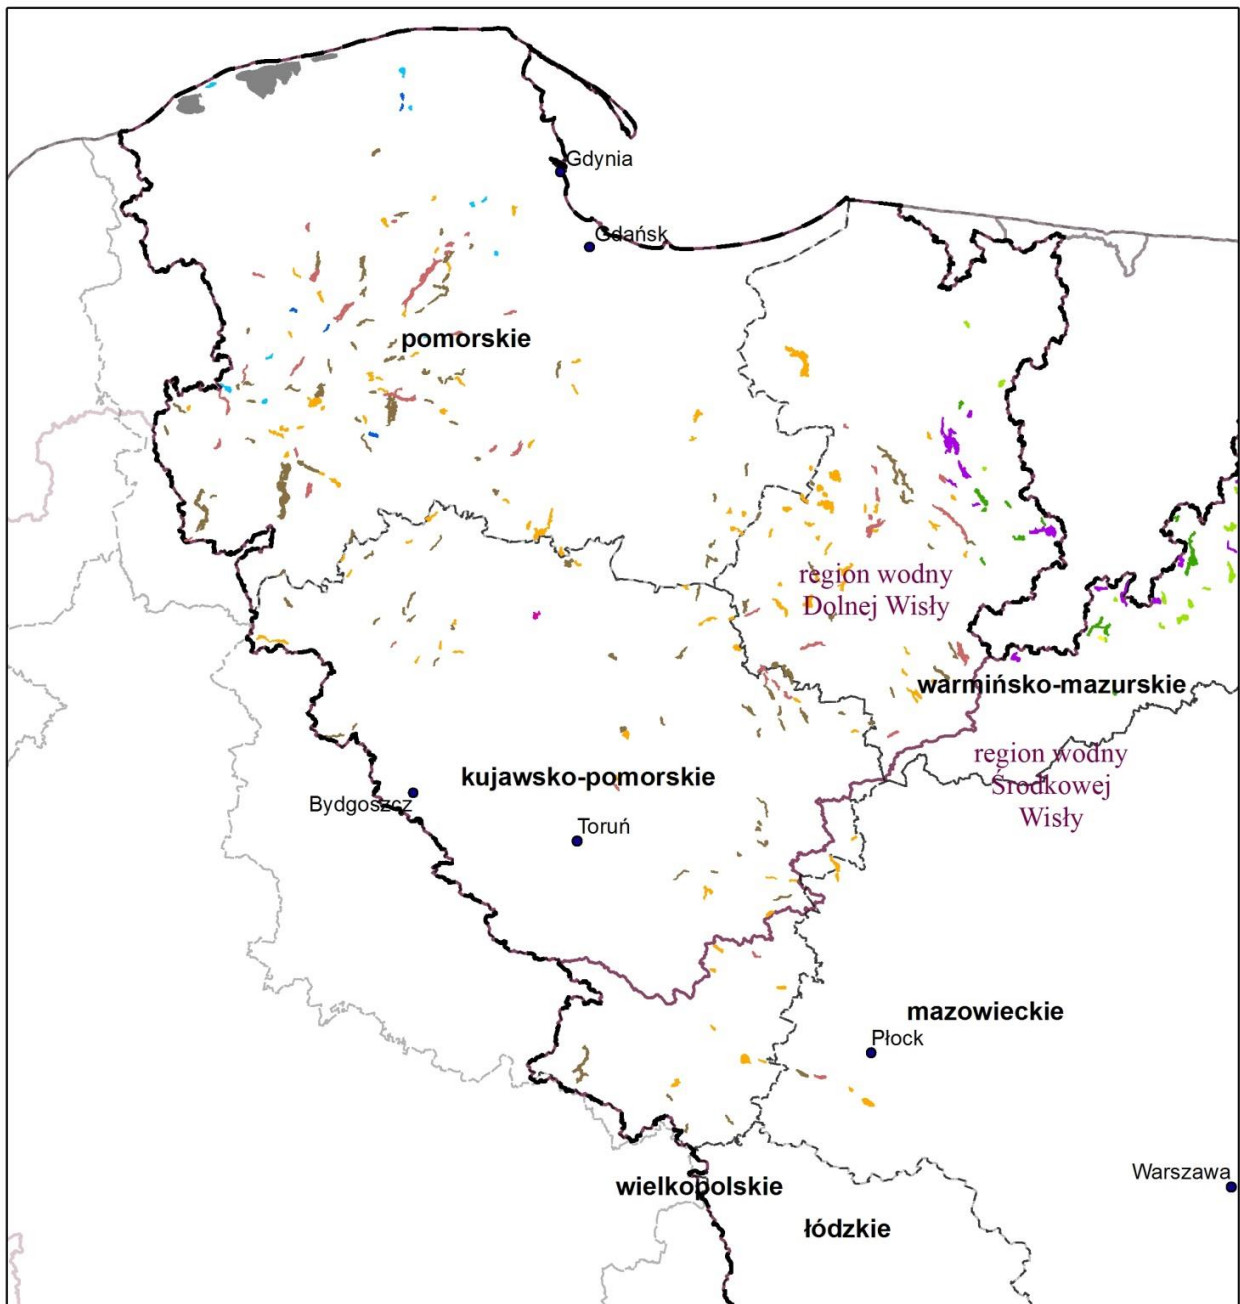 Gdynia
Gdańsk
pomorskie
region wodny
Dolnej Wisły
warmińsko-mazurskie
region wodny
Środkowej
Wisły
kujawsko-pomorskie
Bydgoszcz
Toruń
mazowieckie
Płock
Warszawa
wielkopolskie
łódzkie